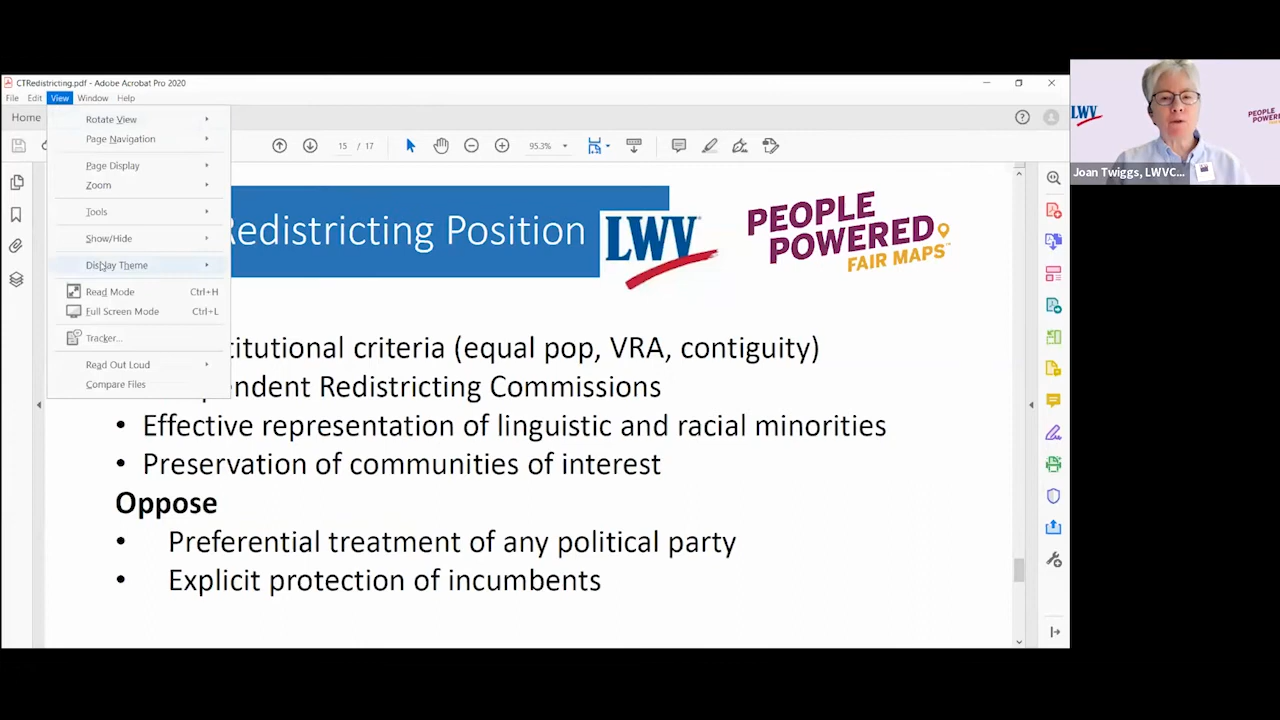 CTRedistricting.pdf - Adobe Acrobat Pro 2020
File Edit View Window Help
Home
Rotate View
Page Navigation
Page Display
Zoom
Tools
Show/Hide
Display Theme
Read Mode Ctrl+H
Full Screen Mode Ctrl+L
Tracker...
Read Out Loud
Compare Files
15 / 17
95.3%
Redistricting Position
LWV
PEOPLE
POWERED
FAIR MAPS™
titutional criteria (equal pop, VRA, contiguity)
endent Redistricting Commissions
• Effective representation of linguistic and racial minorities
• Preservation of communities of interest
Oppose
• Preferential treatment of any political party
• Explicit protection of incumbents
LWV
PEOPLE
POWERED
FAIR MAPS
Joan Twiggs, LWVC...